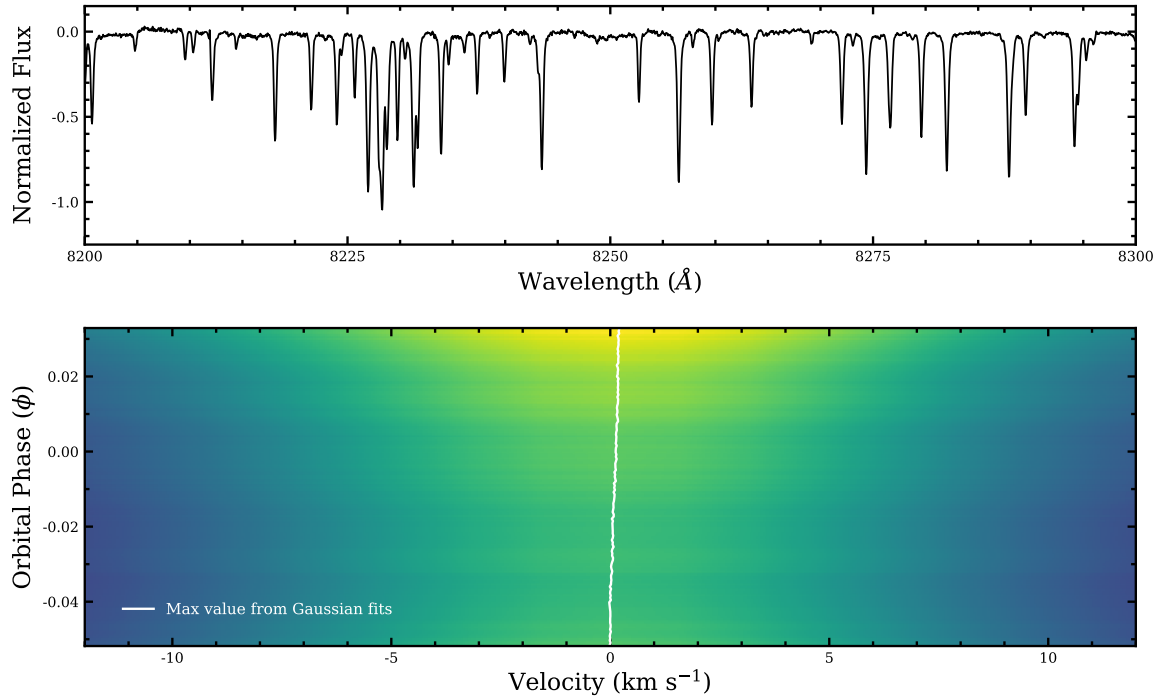 Normalized Flux
0.0
-0.5
-1.0
8200 8225 8250 8275 8300
Wavelength (Å)
Orbital Phase (ϕ)
0.02
0.00
-0.02
-0.04
Max value from Gaussian fits
-10 -5 0 5 10
Velocity (km s⁻¹)